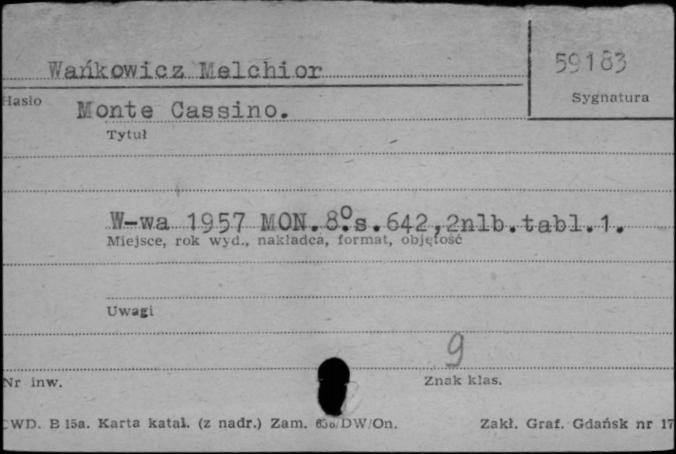 Wańkowicz Melchior
59183
Hasło
Sygnatura
Monte Cassino.
Tytuł
W-wa 1957 MON.8⁰.s.642,2nlb.tabl.1.
Miejsce, rok wyd., nakładca, format, objętość
Uwagi
9
Nr inw.
Znak klas.
CWD. B 15a. Karta katal. (z nadr.) Zam. /DW/On.
Zakł. Graf. Gdańsk nr 17